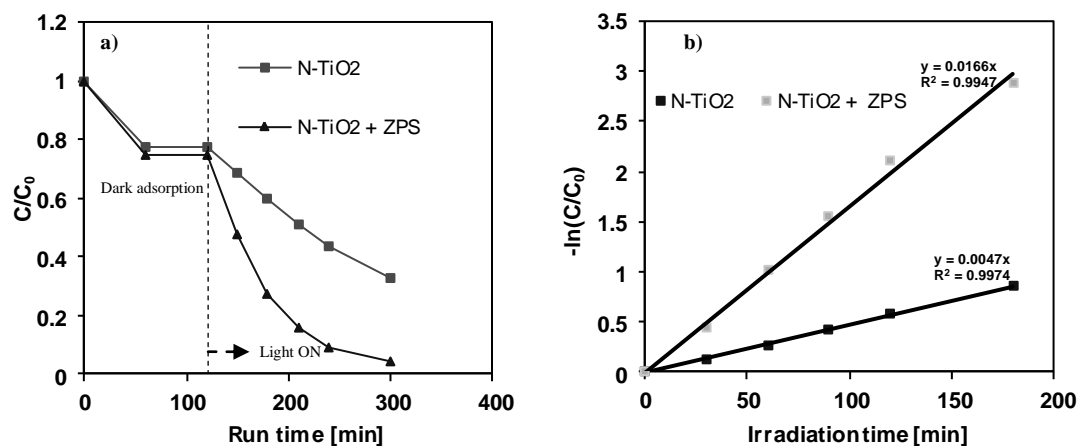 a)
N-TiO2
N-TiO2 + ZPS
Dark adsorption
Light ON
C/C₀
0
0.2
0.4
0.6
0.8
1
0
100
200
300
400
Run time [min]
b)
y = 0.0166x
R² = 0.9947
N-TiO2
N-TiO2 + ZPS
y = 0.0047x
R² = 0.9974
-ln(C/C₀)
0
0.5
1
1.5
2
2.5
3
3.5
0
50
100
150
200
Irradiation time [min]